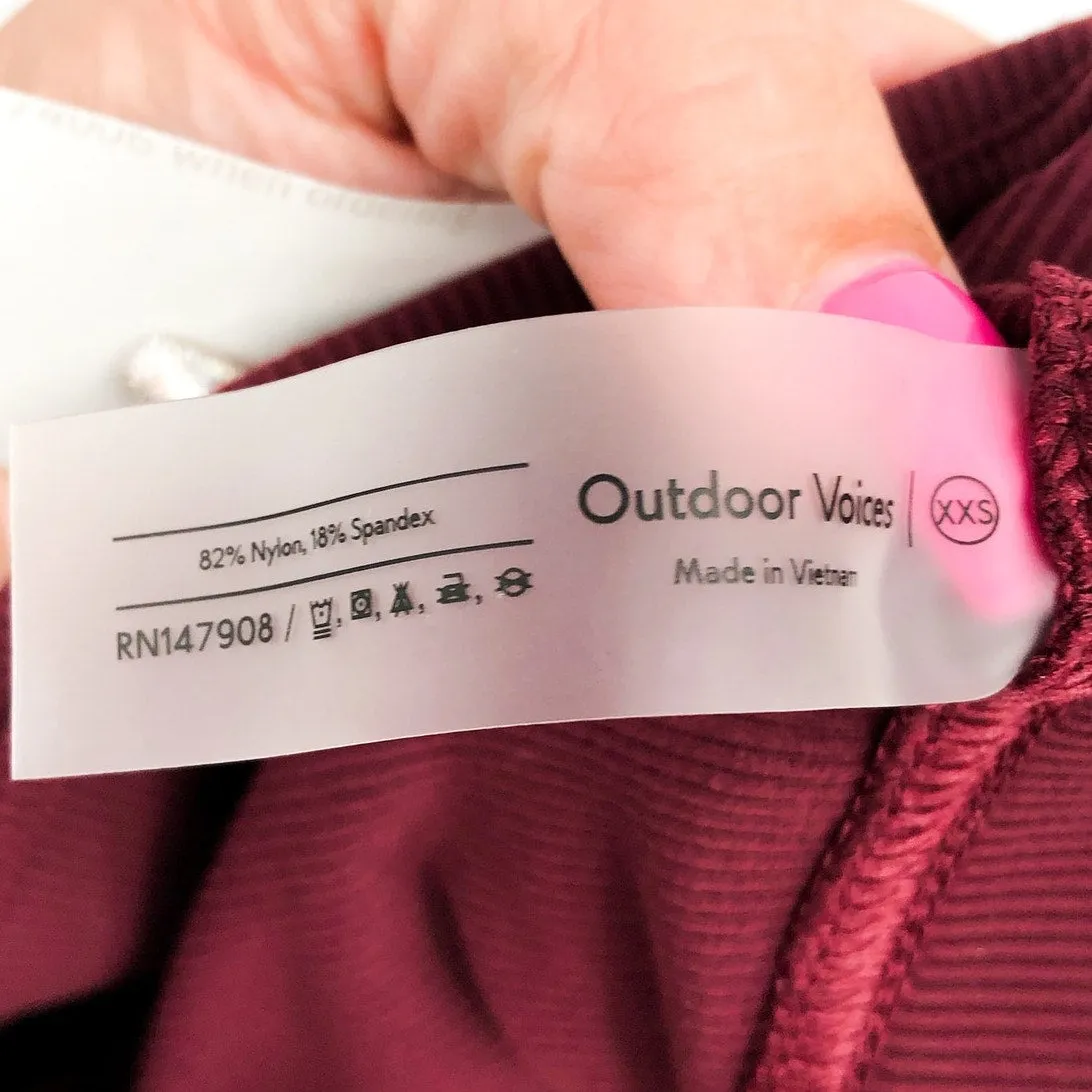 82% Nylon, 18% Spandex
RN147908 /
Outdoor Voices | XXS
Made in Vietnam